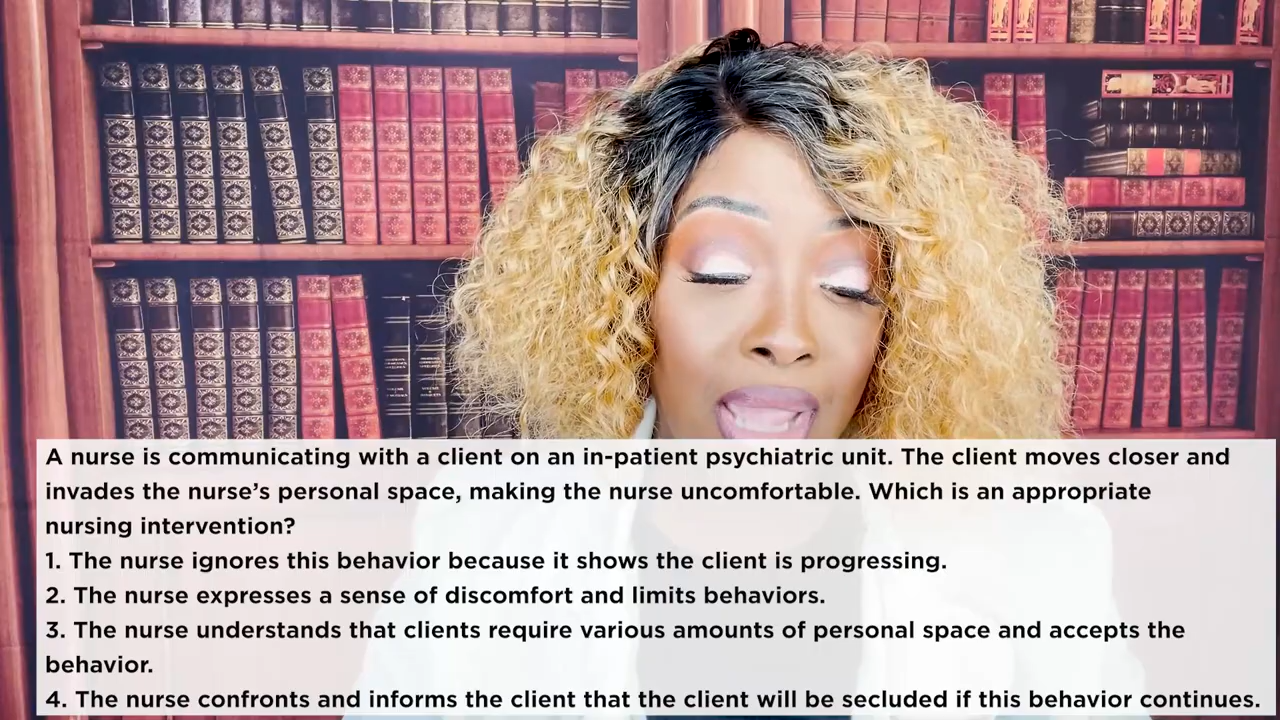 A nurse is communicating with a client on an in-patient psychiatric unit. The client moves closer and
invades the nurse’s personal space, making the nurse uncomfortable. Which is an appropriate
nursing intervention?
1. The nurse ignores this behavior because it shows the client is progressing.
2. The nurse expresses a sense of discomfort and limits behaviors.
3. The nurse understands that clients require various amounts of personal space and accepts the
behavior.
4. The nurse confronts and informs the client that the client will be secluded if this behavior continues.